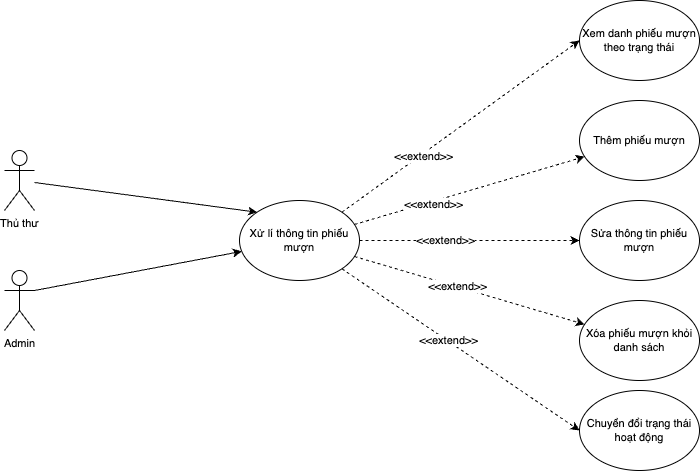 Xem danh phiếu mượn
theo trạng thái
<<extend>>
Thêm phiếu mượn
<<extend>>
Thủ thư
Xử lí thông tin phiếu
mượn
<<extend>>
Sửa thông tin phiếu
mượn
<<extend>>
Xóa phiếu mượn khỏi
danh sách
Admin
<<extend>>
Chuyển đổi trạng thái
hoạt động